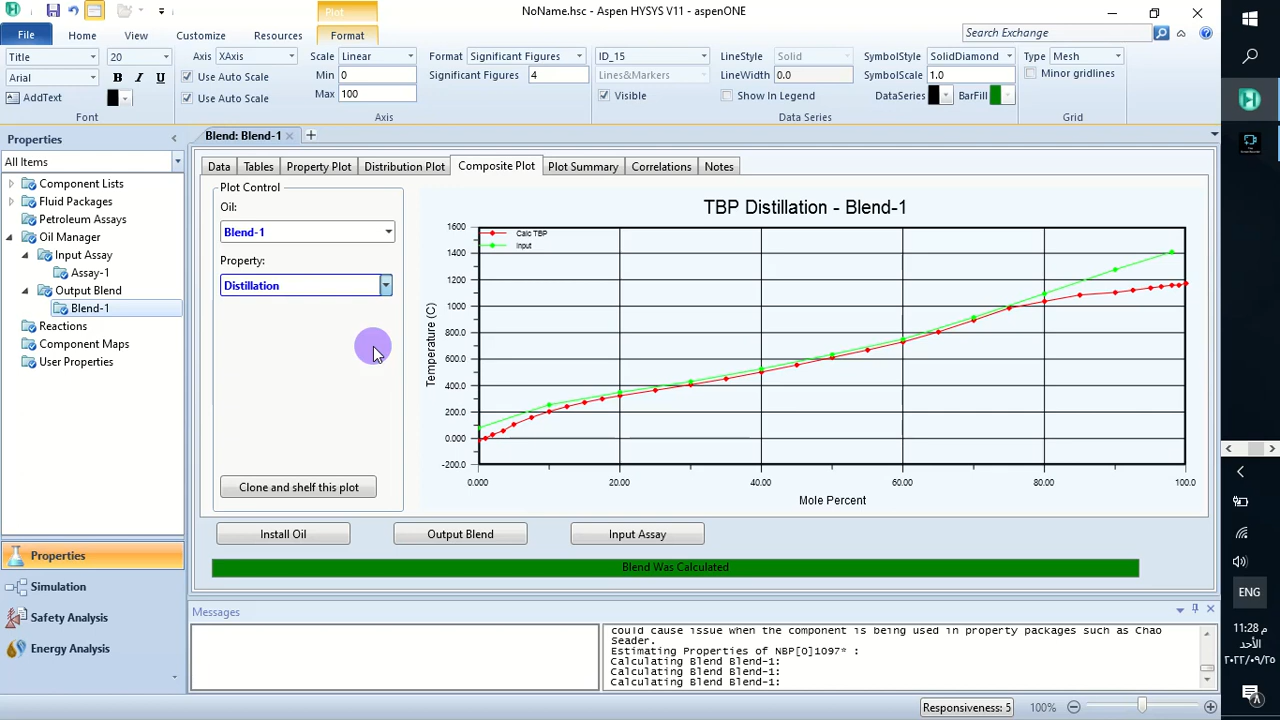 NoName.hsc - Aspen HYSYS V11 - aspenONE
Plot
File
Home
View
Customize
Resources
Format
Search Exchange
Title
20
Arial
B
I
U
AddText
Font
Axis
XAxis
Use Auto Scale
Use Auto Scale
Scale
Linear
Min
0
Max
100
Format
Significant Figures
Significant Figures
4
Axis
ID_15
Lines&Markers
Visible
LineStyle
Solid
LineWidth
0.0
Show In Legend
SymbolStyle
SolidDiamond
SymbolScale
1.0
DataSeries
BarFill
Data Series
Type
Mesh
Minor gridlines
Grid
Properties
All Items
Component Lists
Fluid Packages
Petroleum Assays
Oil Manager
Input Assay
Assay-1
Output Blend
Blend-1
Reactions
Component Maps
User Properties
Properties
Simulation
Safety Analysis
Energy Analysis
Blend: Blend-1
Data
Tables
Property Plot
Distribution Plot
Composite Plot
Plot Summary
Correlations
Notes
Plot Control
Oil:
Blend-1
Property:
Distillation
Clone and shelf this plot
TBP Distillation - Blend-1
Calc TBP
Input
1600
1400
1200
1000
800.0
600.0
400.0
200.0
0.000
-200.0
Temperature (C)
0.000
20.00
40.00
60.00
80.00
100.0
Mole Percent
Install Oil
Output Blend
Input Assay
Blend Was Calculated
Messages
Could cause issue when the component is being used in property packages such as Chao
Seader.
Estimating Properties of NBP[0]1097* :
Calculating Blend Blend-1:
Calculating Blend Blend-1:
Calculating Blend Blend-1:
Responsiveness: 5
100%
ENG
11:28 م
الأحد
٢٠٢٢/٠٩/٢٥